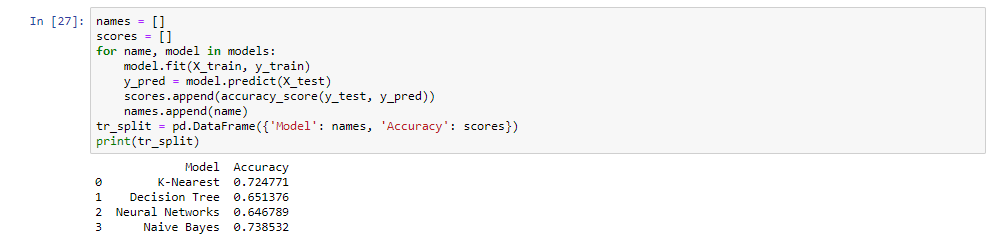 In [27]: names = []
scores = []
for name, model in models:
    model.fit(X_train, y_train)
    y_pred = model.predict(X_test)
    scores.append(accuracy_score(y_test, y_pred))
    names.append(name)
tr_split = pd.DataFrame({'Model': names, 'Accuracy': scores})
print(tr_split)
Model Accuracy
0 K-Nearest 0.724771
1 Decision Tree 0.651376
2 Neural Networks 0.646789
3 Naive Bayes 0.738532